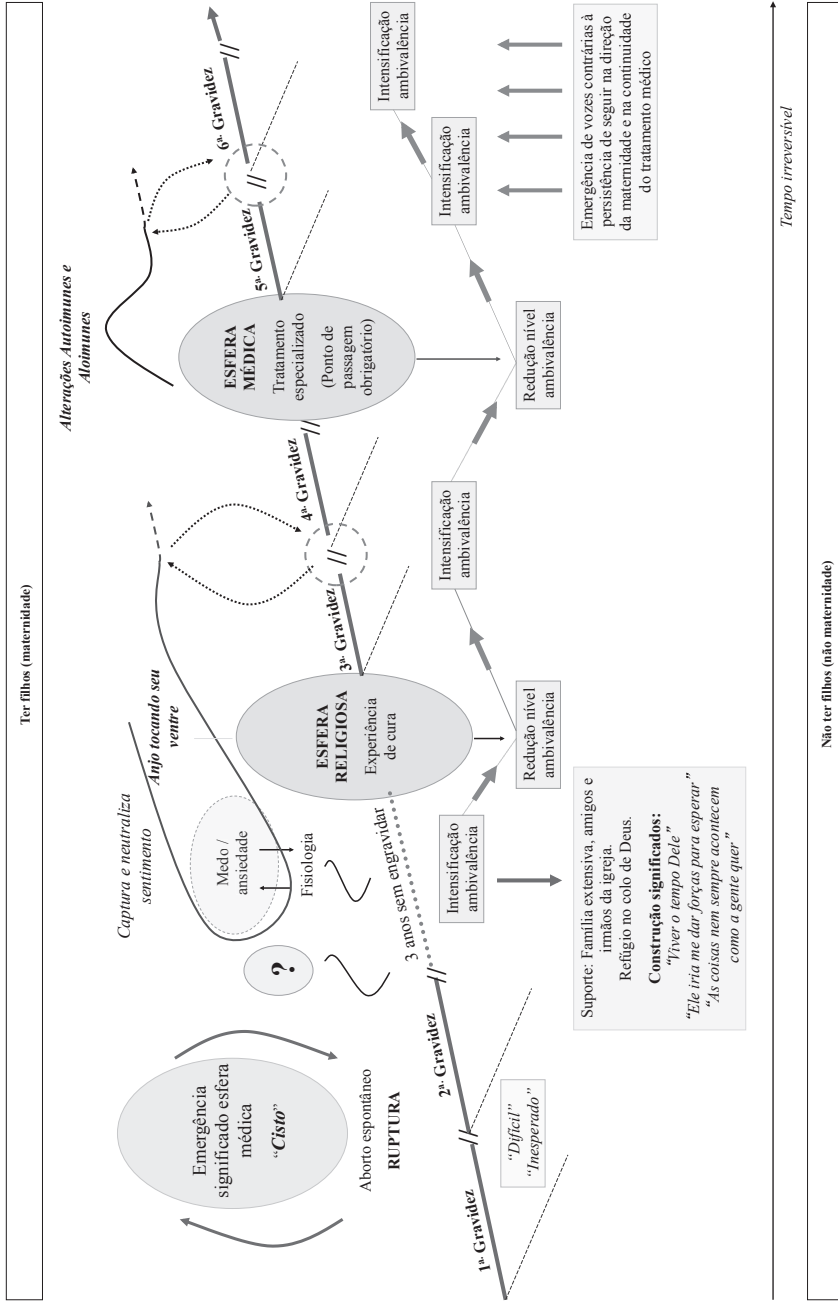 Ter filhos (maternidade)
Captura e neutraliza
sentimento
Anjo tocando seu
ventre
Alterações Autoimunes e
Aloimunes
Emergência
significado esfera
médica
“Cisto”
Aborto espontâneo
RUPTURA
?
Medo /
ansiedade
Fisiologia
ESFERA
RELIGIOSA
Experiência
de cura
ESFERA
MÉDICA
Tratamento
especializado
(Ponto de
passagem
obrigatório)
1ª. Gravidez
2ª. Gravidez
3 anos sem engravidar
3ª. Gravidez
4ª. Gravidez
5ª. Gravidez
6ª. Gravidez
“Difícil”
“Inesperado”
Intensificação
ambivalência
Redução nível
ambivalência
Intensificação
ambivalência
Redução nível
ambivalência
Intensificação
ambivalência
Intensificação
ambivalência
Suporte: Família extensiva, amigos e
irmãos da igreja.
Refúgio no colo de Deus.
Construção significados:
“Viver o tempo Dele”
“Ele iria me dar forças para esperar”
“As coisas nem sempre acontecem
como a gente quer”
Emergência de vozes contrárias à
persistência de seguir na direção
da maternidade e na continuidade
do tratamento médico
Tempo irreversível
Não ter filhos (não maternidade)